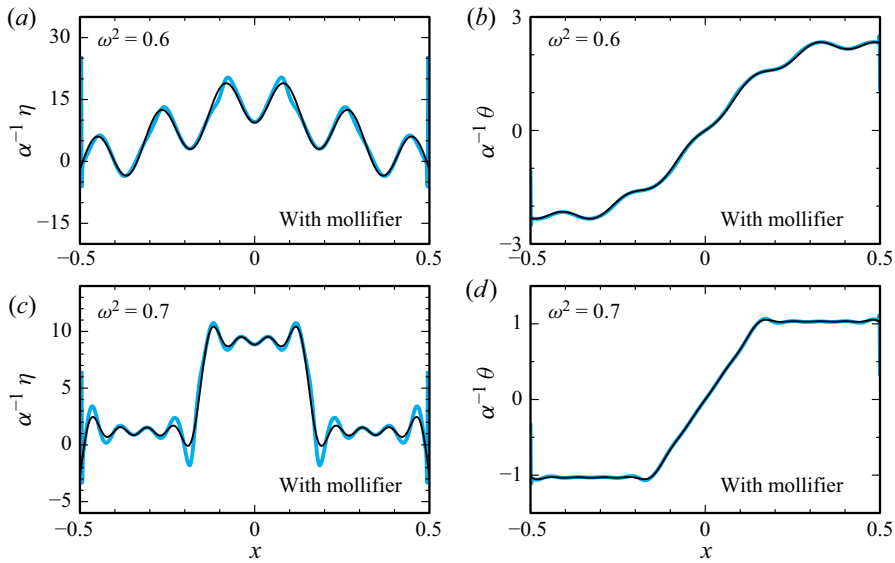 (a)
30
15
0
−15
α⁻¹ η
ω² = 0.6
With mollifier
−0.5
0
0.5
(b)
3
0
−3
α⁻¹ θ
ω² = 0.6
With mollifier
−0.5
0
0.5
(c)
10
5
0
−5
α⁻¹ η
ω² = 0.7
With mollifier
−0.5
0
0.5
x
(d)
1
0
−1
α⁻¹ θ
ω² = 0.7
With mollifier
−0.5
0
0.5
x